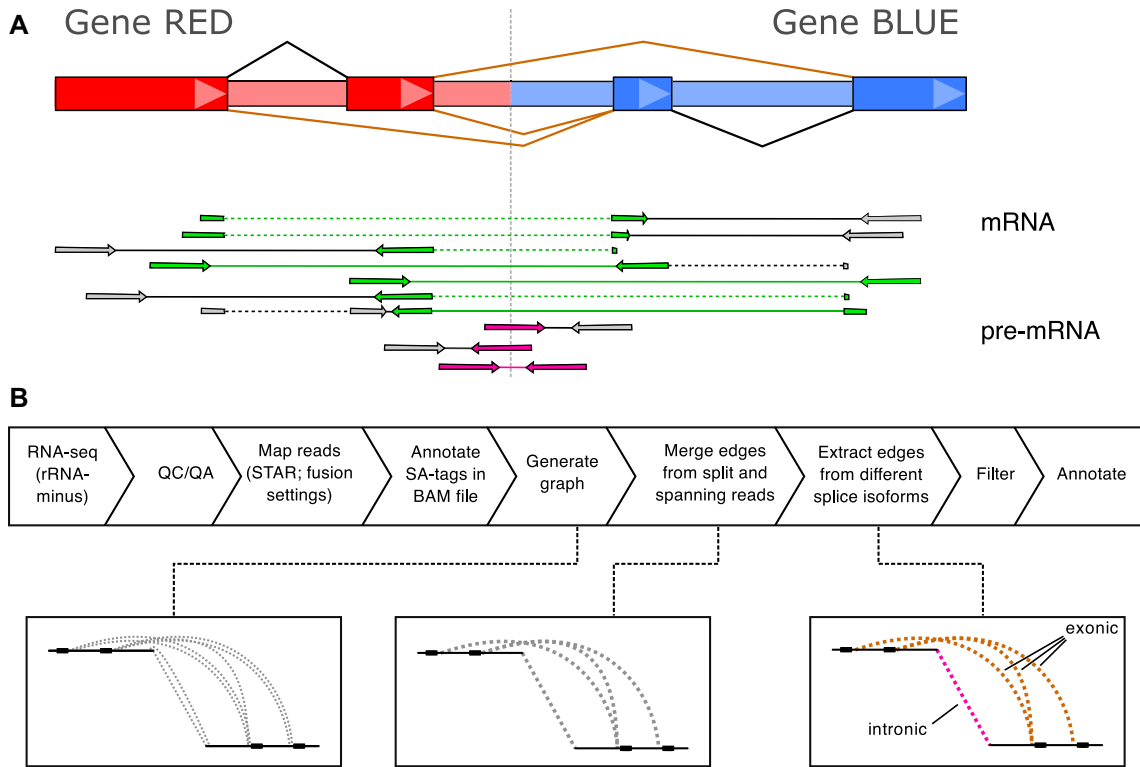 A
Gene RED
Gene BLUE
mRNA
pre-mRNA
B
RNA-seq
(rRNA-
minus)
QC/QA
Map reads
(STAR; fusion
settings)
Annotate
SA-tags in
BAM file
Generate
graph
Merge edges
from split and
spanning reads
Extract edges
from different
splice isoforms
Filter
Annotate
exonic
intronic